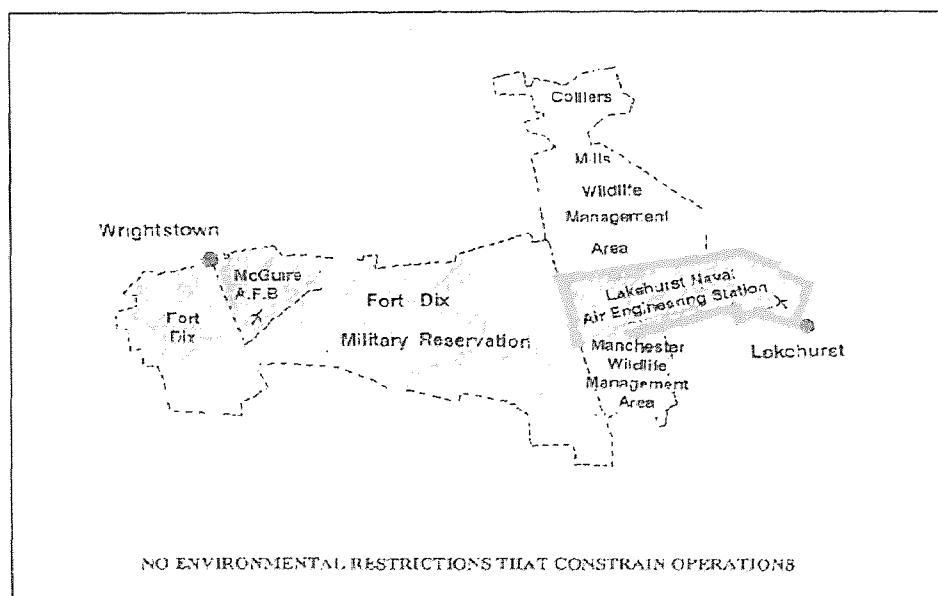 Colliers
Mills
Wildlife
Management
Area
Wrightstown
McGuire
A.F.B
Fort
Dix
Fort Dix
Military Reservation
Lakehurst Naval
Air Engineering Station
Lakehurst
Manchester
Wildlife
Management
Area
NO ENVIRONMENTAL RESTRICTIONS THAT CONSTRAIN OPERATIONS